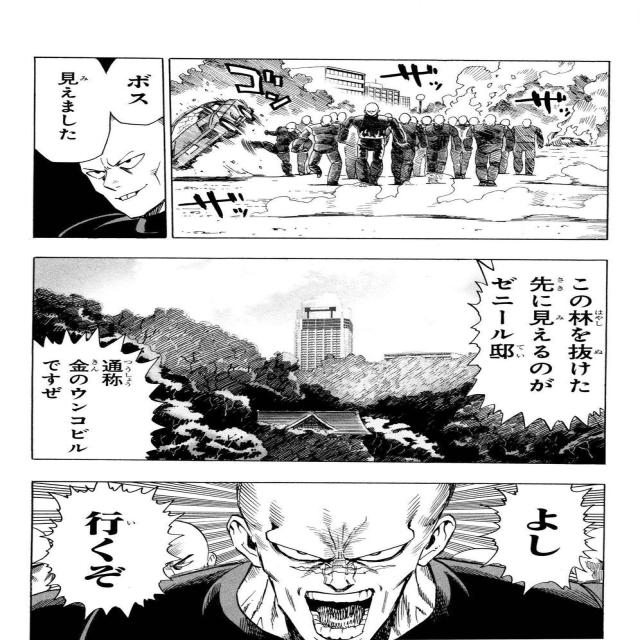 ゴッ
ザッ
ザッ
ザッ
ボス
見えました
この林を抜けた
先に見えるのが
ゼニール邸
通称
金のウンコビル
ですぜ
よし
行くぞ